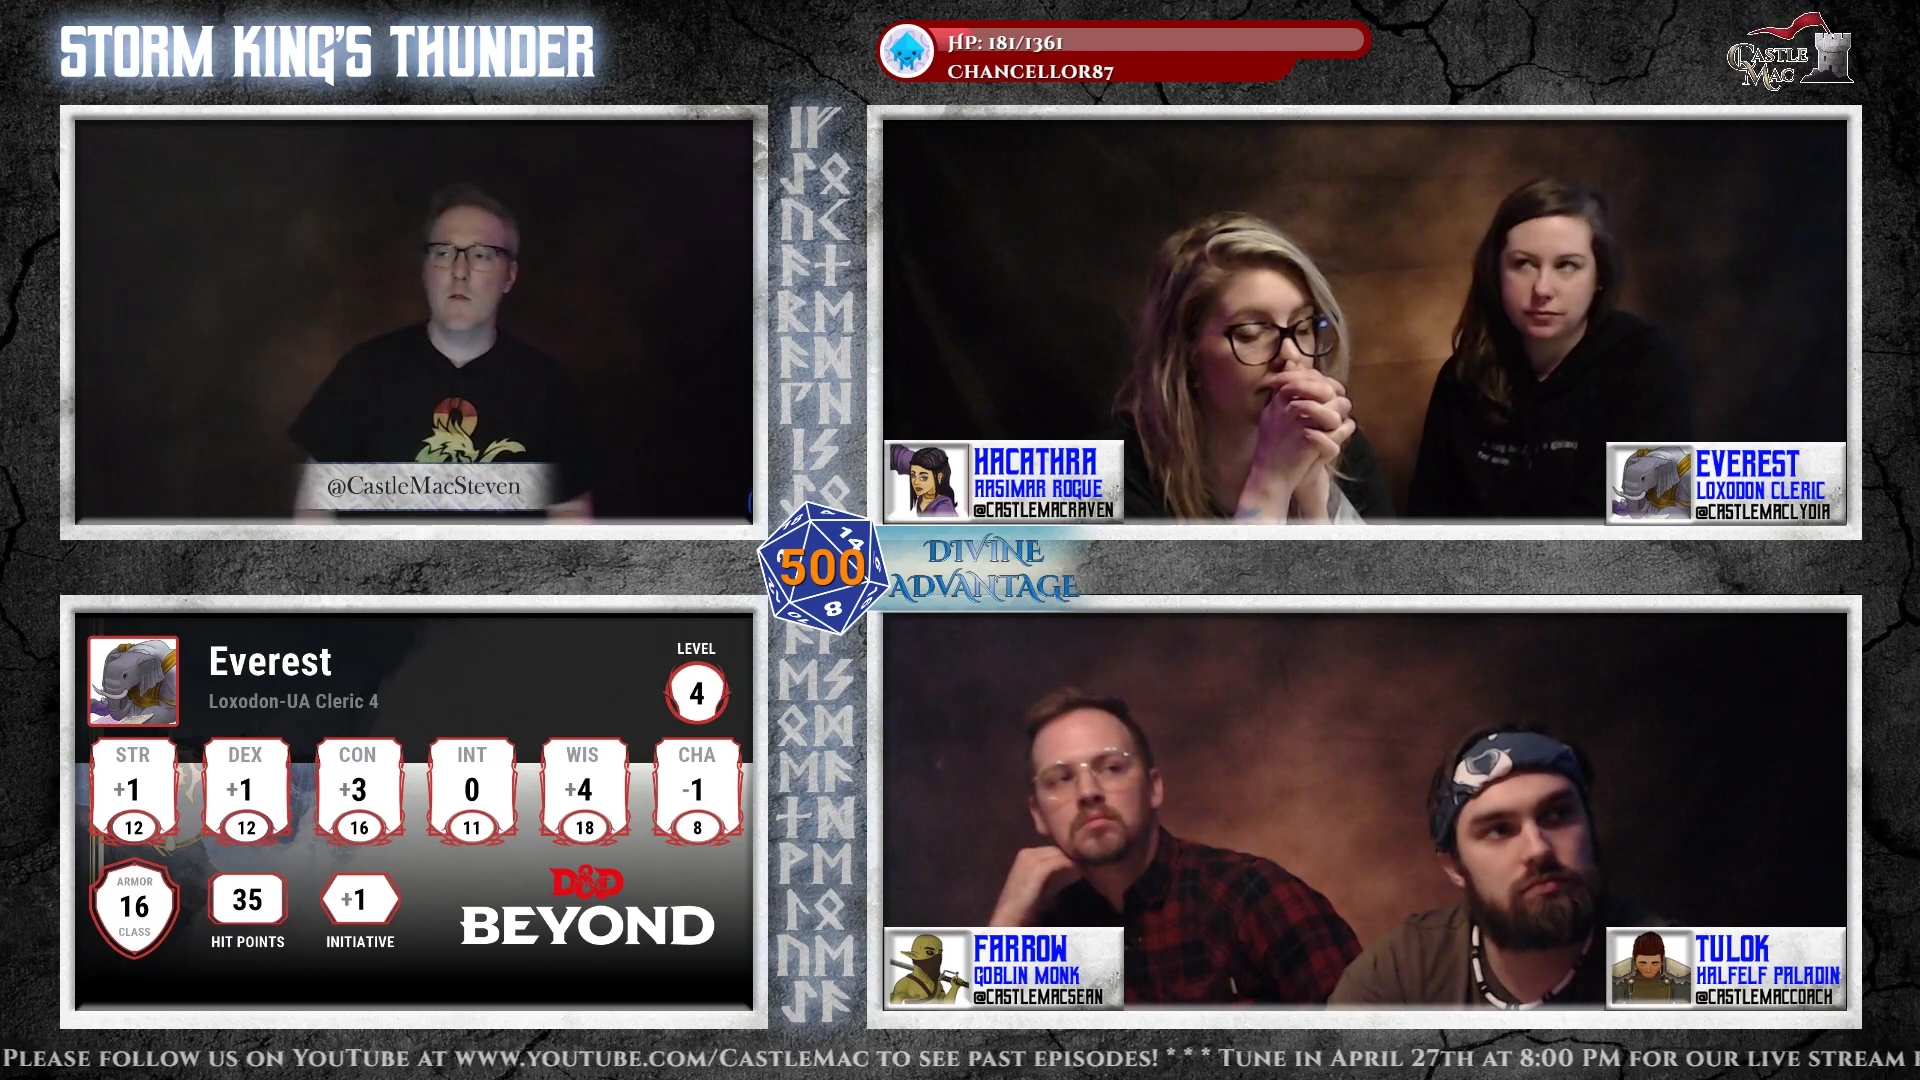 STORM KING'S THUNDER
HP: 181/1361
CHANCELLOR87
CASTLE
MAC
@CastleMacSteven
HACATHRA
AASIMAR ROGUE
@CASTLEMACRAVEN
EVEREST
LOXODON CLERIC
@CASTLEMACLYDIA
14
500
8
DIVINE
ADVANTAGE
Everest
Loxodon-UA Cleric 4
LEVEL
4
STR DEX CON INT WIS CHA
+1 +1 +3 0 +4 -1
12 12 16 11 18 8
ARMOR
16
CLASS
35
HIT POINTS
+1
INITIATIVE
D&D
BEYOND
FARROW
GOBLIN MONK
@CASTLEMACSEAN
TULOK
HALFELF PALADIN
@CASTLEMACCOACH
PLEASE FOLLOW US ON YOUTUBE AT WWW.YOUTUBE.COM/CASTLEMAC TO SEE PAST EPISODES! * * * TUNE IN APRIL 27TH AT 8:00 PM FOR OUR LIVE STREAM